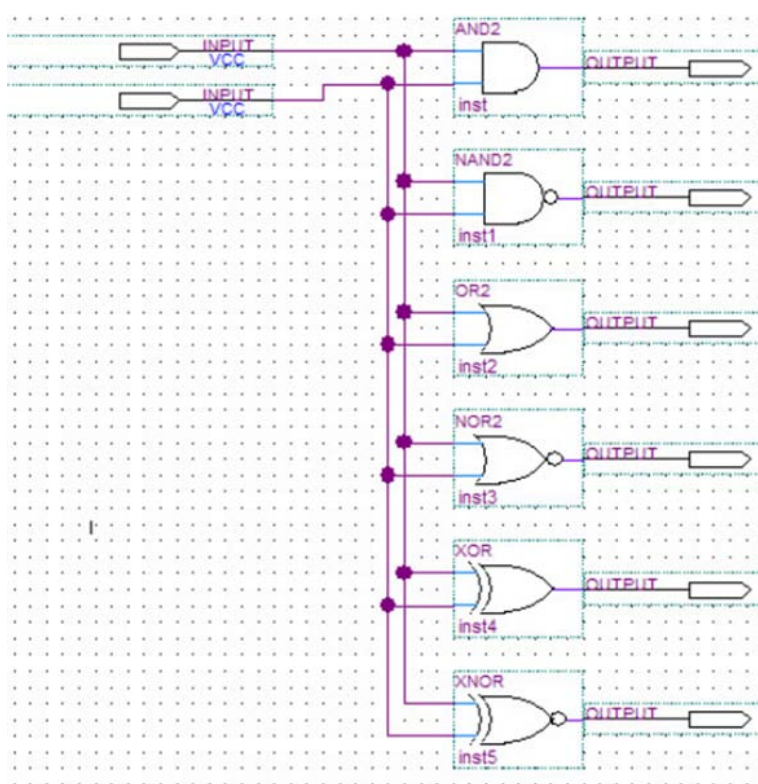 INPUT
VCC
INPUT
VCC
AND2
OUTPUT
inst
NAND2
OUTPUT
inst1
OR2
OUTPUT
inst2
NOR2
OUTPUT
inst3
XOR
OUTPUT
inst4
XNOR
OUTPUT
inst5